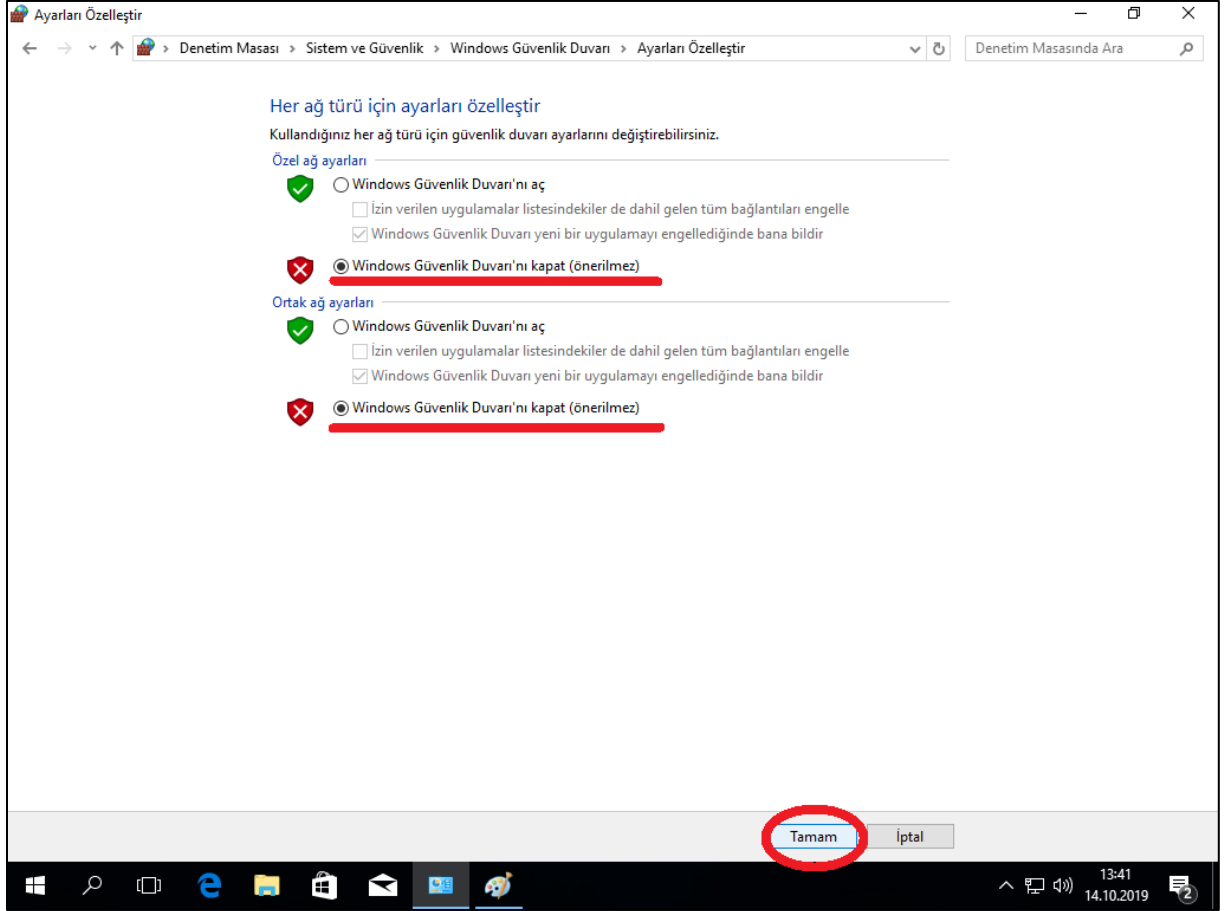 Ayarları Özelleştir
Denetim Masası › Sistem ve Güvenlik › Windows Güvenlik Duvarı › Ayarları Özelleştir
Denetim Masasında Ara
Her ağ türü için ayarları özelleştir
Kullandığınız her ağ türü için güvenlik duvarı ayarlarını değiştirebilirsiniz.
Özel ağ ayarları
Windows Güvenlik Duvarı'nı aç
İzin verilen uygulamalar listesindekiler de dahil gelen tüm bağlantıları engelle
Windows Güvenlik Duvarı yeni bir uygulamayı engellediğinde bana bildir
Windows Güvenlik Duvarı'nı kapat (önerilmez)
Ortak ağ ayarları
Windows Güvenlik Duvarı'nı aç
İzin verilen uygulamalar listesindekiler de dahil gelen tüm bağlantıları engelle
Windows Güvenlik Duvarı yeni bir uygulamayı engellediğinde bana bildir
Windows Güvenlik Duvarı'nı kapat (önerilmez)
Tamam
İptal
13:41
14.10.2019
2